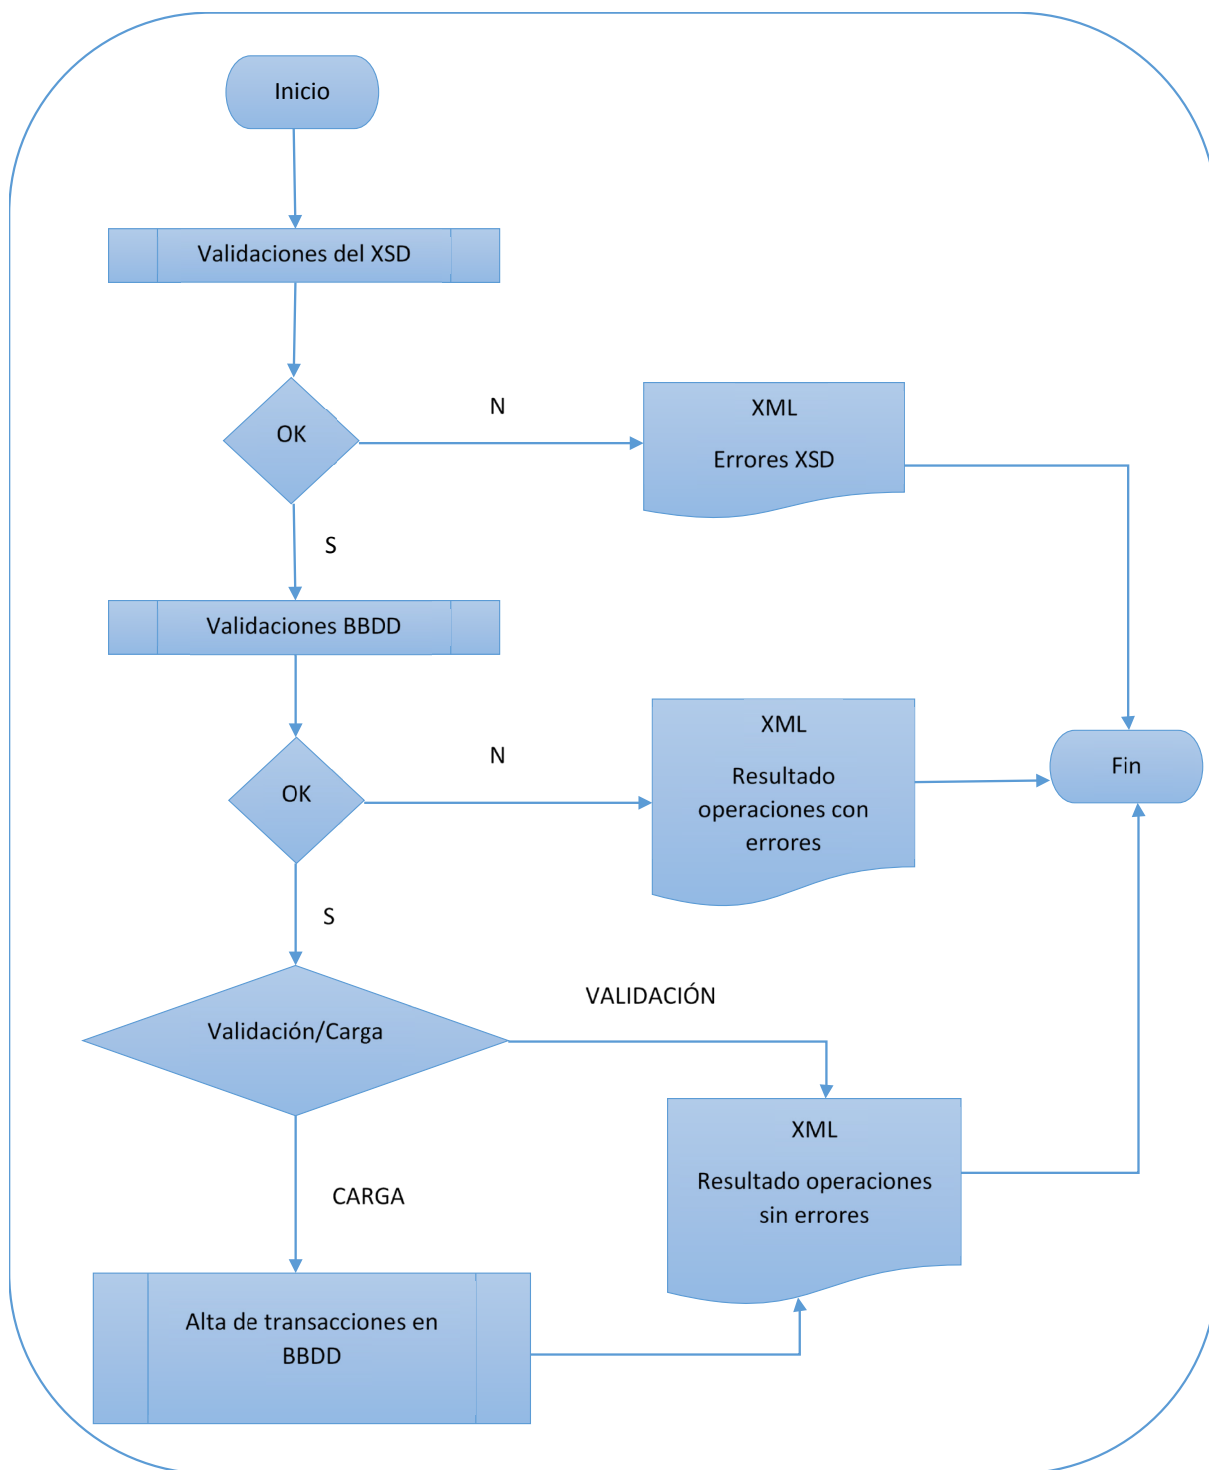 Inicio
Validaciones del XSD
OK
N
XML
Errores XSD
S
Validaciones BBDD
OK
N
XML
Resultado
operaciones con
errores
Fin
S
Validación/Carga
VALIDACIÓN
XML
Resultado operaciones
sin errores
CARGA
Alta de transacciones en
BBDD